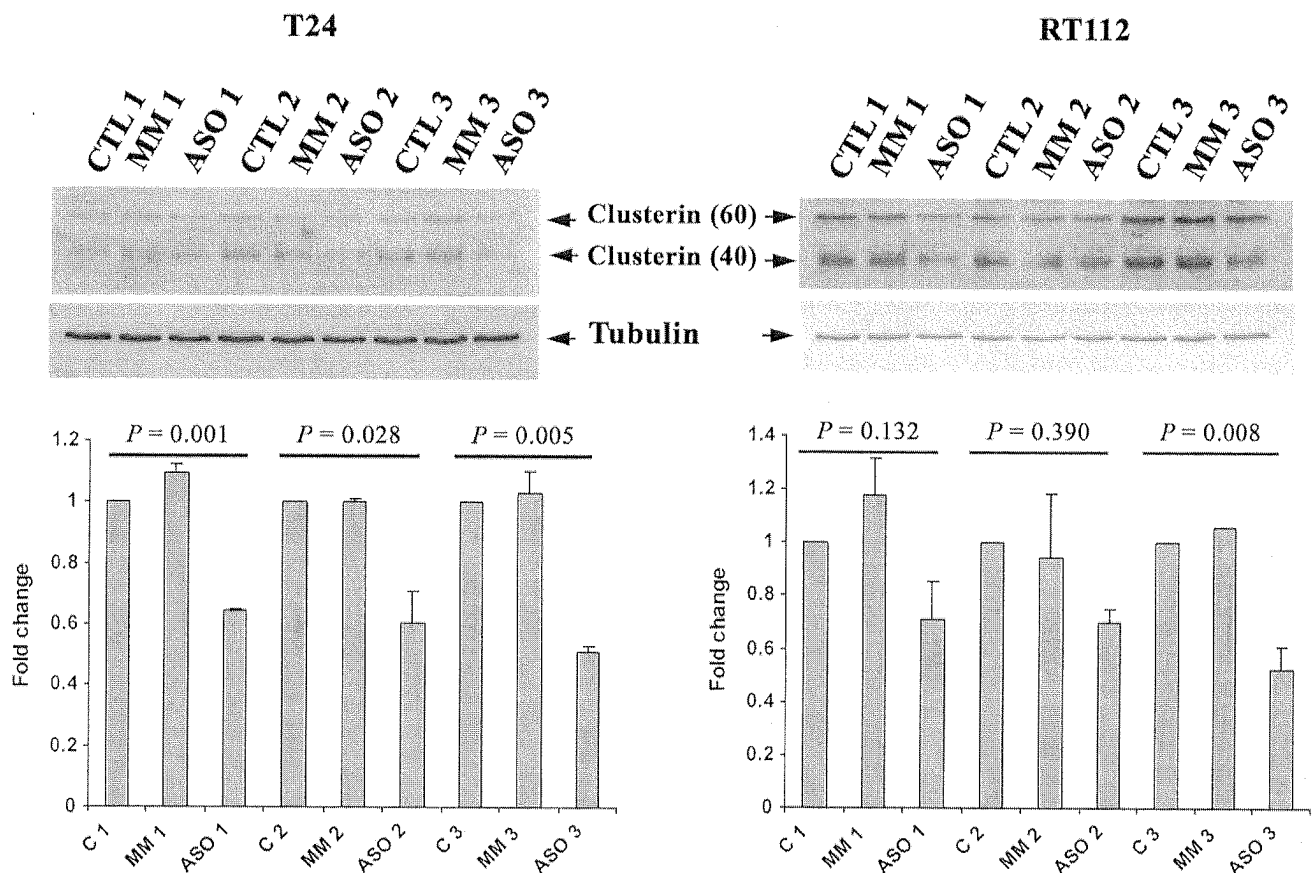 T24
RT112
CTL 1 MM 1 ASO 1 CTL 2 MM 2 ASO 2 CTL 3 MM 3 ASO 3
CTL 1 MM 1 ASO 1 CTL 2 MM 2 ASO 2 CTL 3 MM 3 ASO 3
Clusterin (60)
Clusterin (40)
Tubulin
P = 0.001 P = 0.028 P = 0.005
1.2
1
0.8
0.6
0.4
0.2
0
Fold change
C 1 MM 1 ASO 1 C 2 MM 2 ASO 2 C 3 MM 3 ASO 3
P = 0.132 P = 0.390 P = 0.008
1.4
1.2
1
0.8
0.6
0.4
0.2
0
Fold change
C 1 MM 1 ASO 1 C 2 MM 2 ASO 2 C 3 MM 3 ASO 3